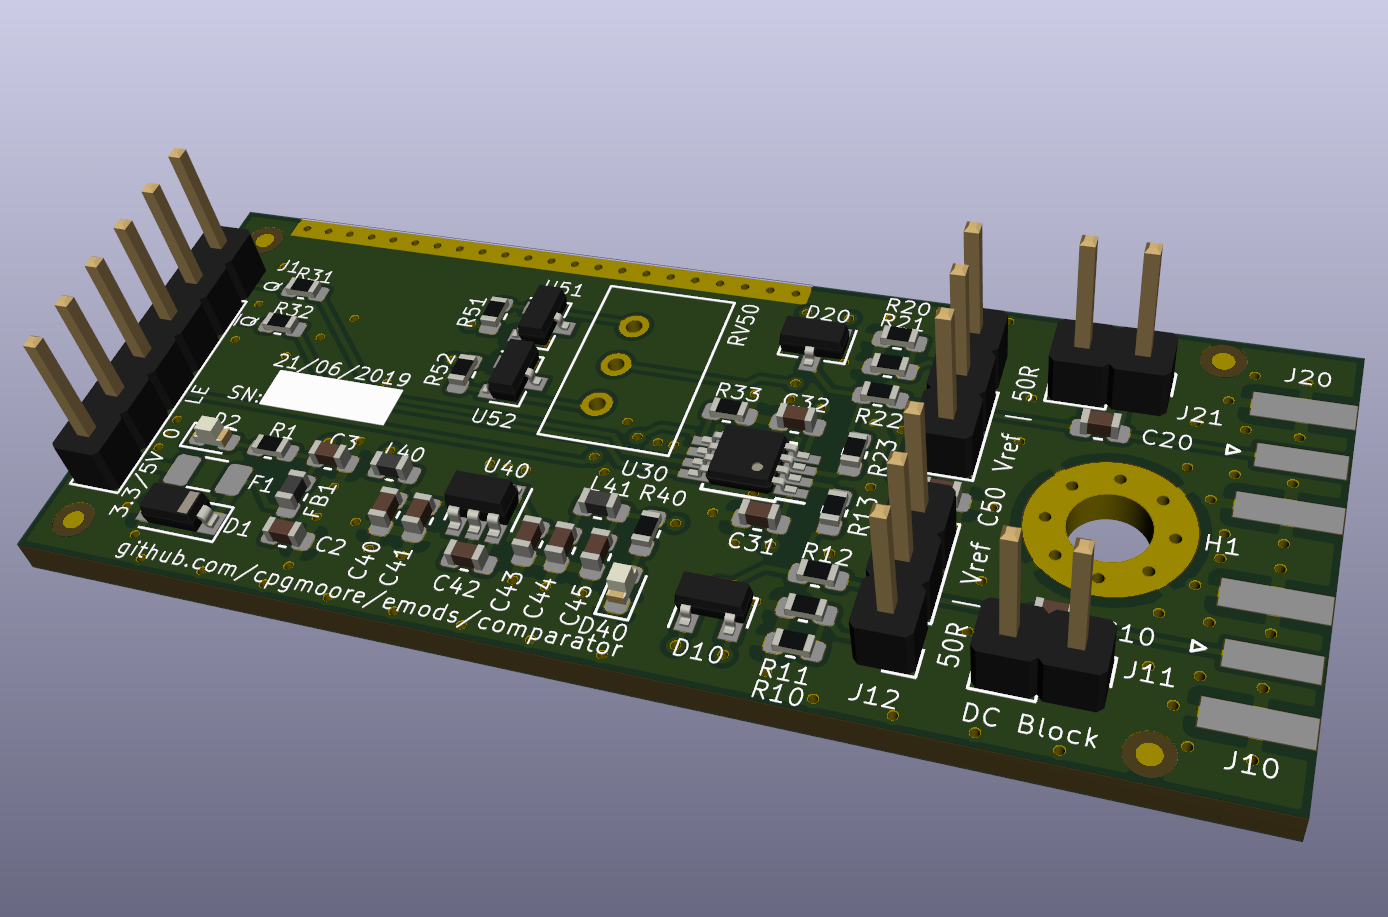 J1
R31
Q
R32
Q̅
21/06/2019
SN:
LE
3.3/5V 0
D2
R1
C3
L40
F1
FB1
D1
C2
C40
C41
U40
C42
C43
C44
C45
D40
L41
R40
github.com/cpgmoore/emods/comparator
R51
U51
R52
U52
RV50
U30
R33
C32
C31
D20
R20
R21
R22
R23
R13
R12
D10
R11
R10
J12
50R | Vref
C50
Vref | 50R
J21
C20
J20
H1
C10
J11
DC Block
J10